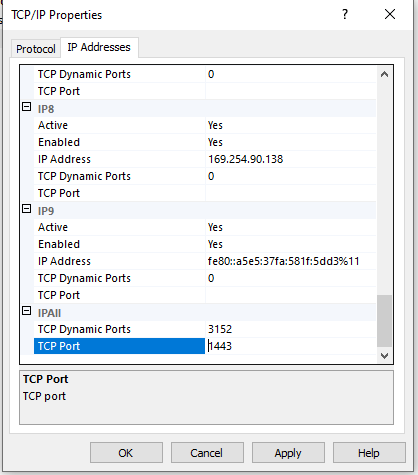 TCP/IP Properties ? ×
Protocol IP Addresses
TCP Dynamic Ports 0
TCP Port
IP8
Active Yes
Enabled Yes
IP Address 169.254.90.138
TCP Dynamic Ports 0
TCP Port
IP9
Active Yes
Enabled Yes
IP Address fe80::a5e5:37fa:581f:5dd3%11
TCP Dynamic Ports 0
TCP Port
IPAll
TCP Dynamic Ports 3152
TCP Port 1443
TCP Port
TCP port
OK Cancel Apply Help